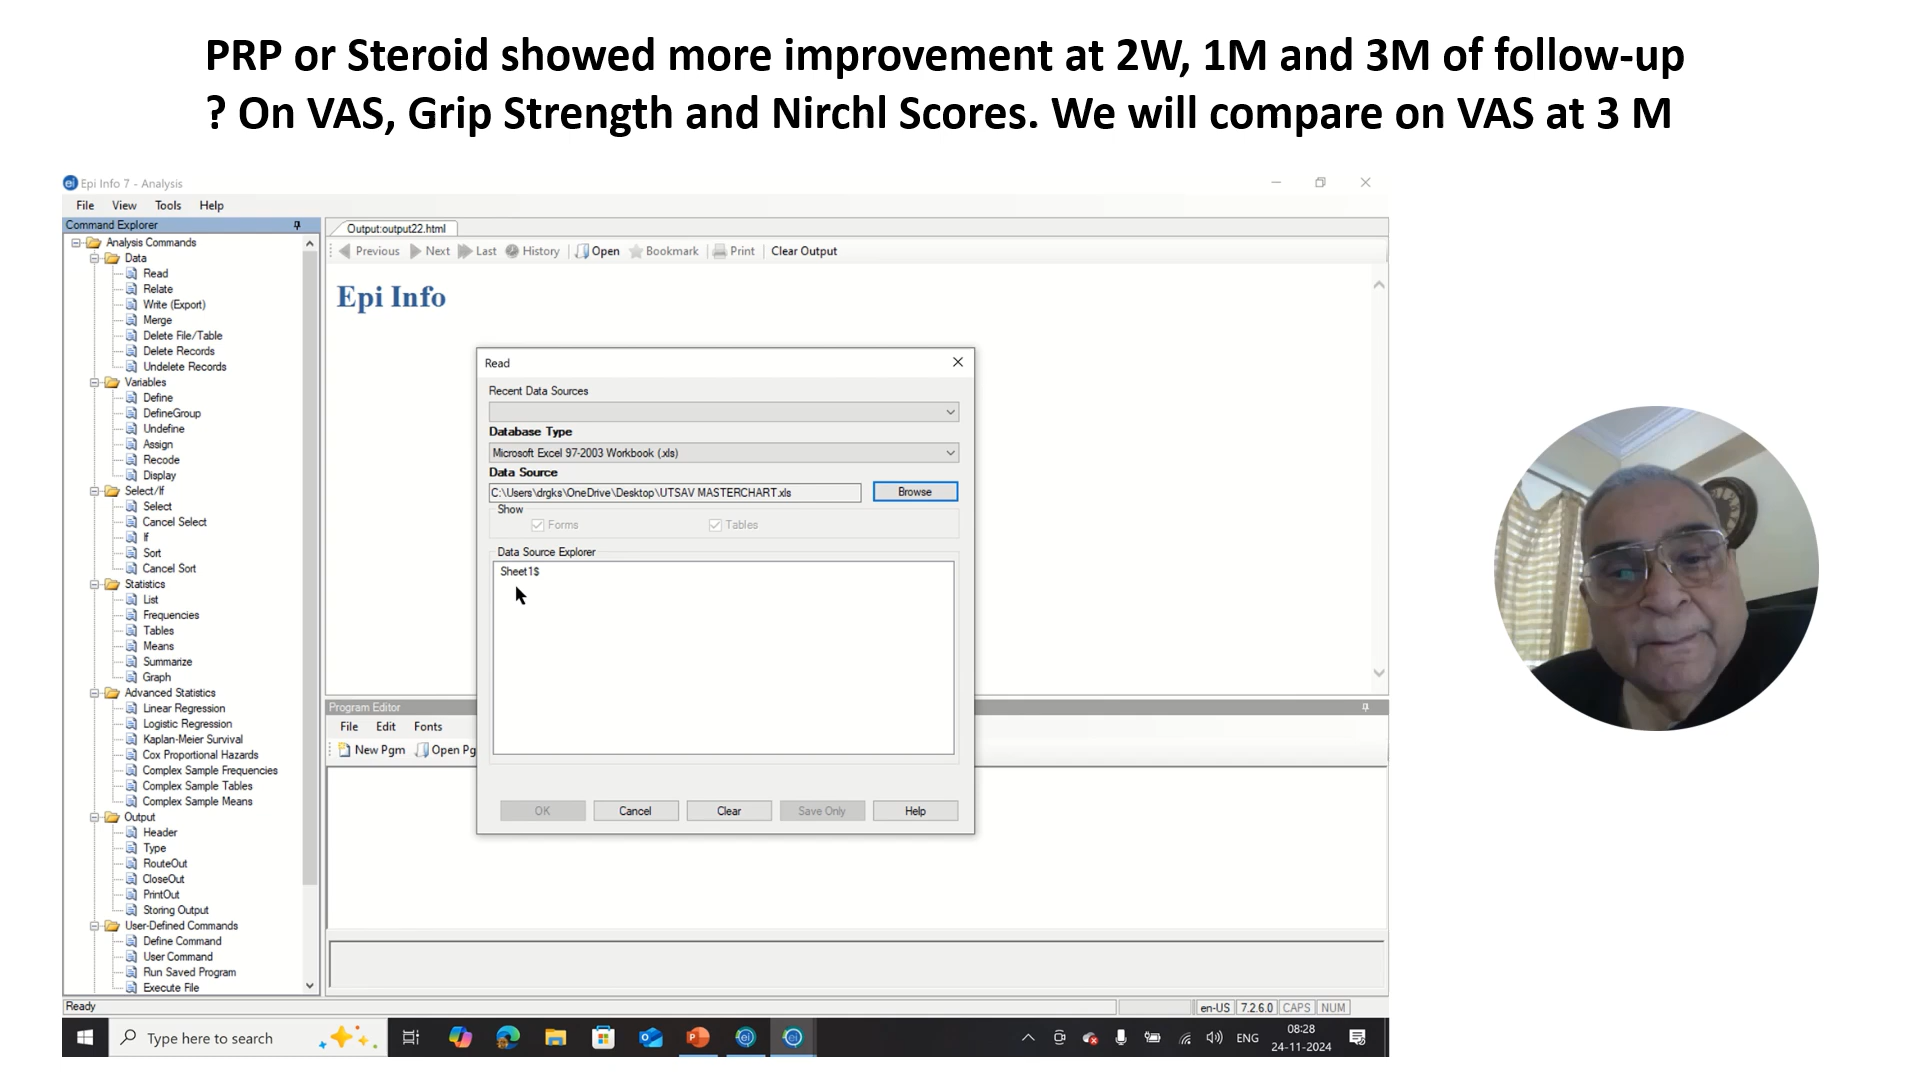 PRP or Steroid showed more improvement at 2W, 1M and 3M of follow-up
? On VAS, Grip Strength and Nirchl Scores. We will compare on VAS at 3 M
Epi Info 7 - Analysis
File View Tools Help
Command Explorer
Analysis Commands
Data
Read
Relate
Write (Export)
Merge
Delete File/Table
Delete Records
Undelete Records
Variables
Define
DefineGroup
Undefine
Assign
Recode
Display
Select/If
Select
Cancel Select
If
Sort
Cancel Sort
Statistics
List
Frequencies
Tables
Means
Summarize
Graph
Advanced Statistics
Linear Regression
Logistic Regression
Kaplan-Meier Survival
Cox Proportional Hazards
Complex Sample Frequencies
Complex Sample Tables
Complex Sample Means
Output
Header
Type
RouteOut
CloseOut
PrintOut
Storing Output
User-Defined Commands
Define Command
User Command
Run Saved Program
Execute File
Output:output22.html
Previous Next Last History Open Bookmark Print Clear Output
Epi Info
Read
Recent Data Sources
Database Type
Microsoft Excel 97-2003 Workbook (.xls)
Data Source
C:\Users\drgks\OneDrive\Desktop\UTSAV MASTERCHART.xls Browse
Show
Forms Tables
Data Source Explorer
Sheet1$
OK Cancel Clear Save Only Help
Program Editor
File Edit Fonts
New Pgm Open Pg
Ready en-US 7.2.6.0 CAPS NUM
Type here to search
ENG
08:28
24-11-2024